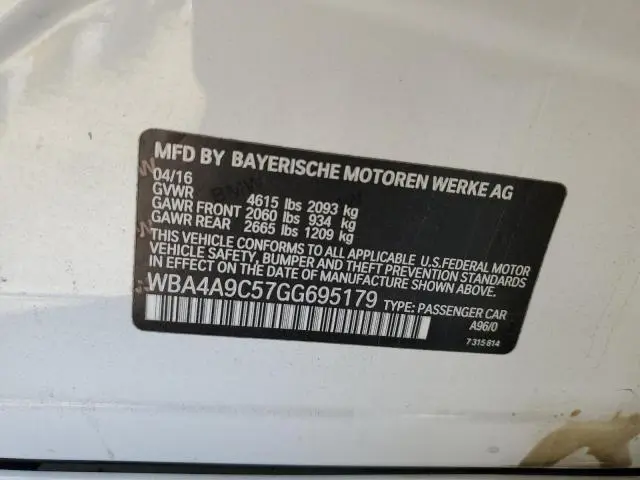 MFD BY BAYERISCHE MOTOREN WERKE AG
04/16
GVWR 4615 lbs 2093 kg
GAWR FRONT 2060 lbs 934 kg
GAWR REAR 2665 lbs 1209 kg
THIS VEHICLE CONFORMS TO ALL APPLICABLE U.S.FEDERAL MOTOR
VEHICLE SAFETY, BUMPER AND THEFT PREVENTION STANDARDS
IN EFFECT ON THE DATE OF MANUFACTURE SHOWN ABOVE.
WBA4A9C57GG695179 TYPE: PASSENGER CAR
A96/0
7 315 814